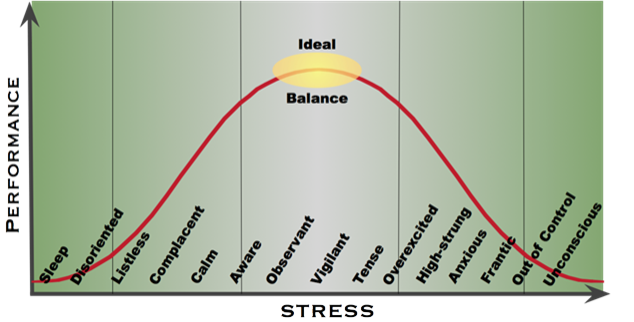 Ideal
Balance
PERFORMANCE
Sleep
Disoriented
Listless
Complacent
Calm
Aware
Observant
Vigilant
Tense
Overexcited
High-strung
Anxious
Frantic
Out of Control
Unconscious
STRESS